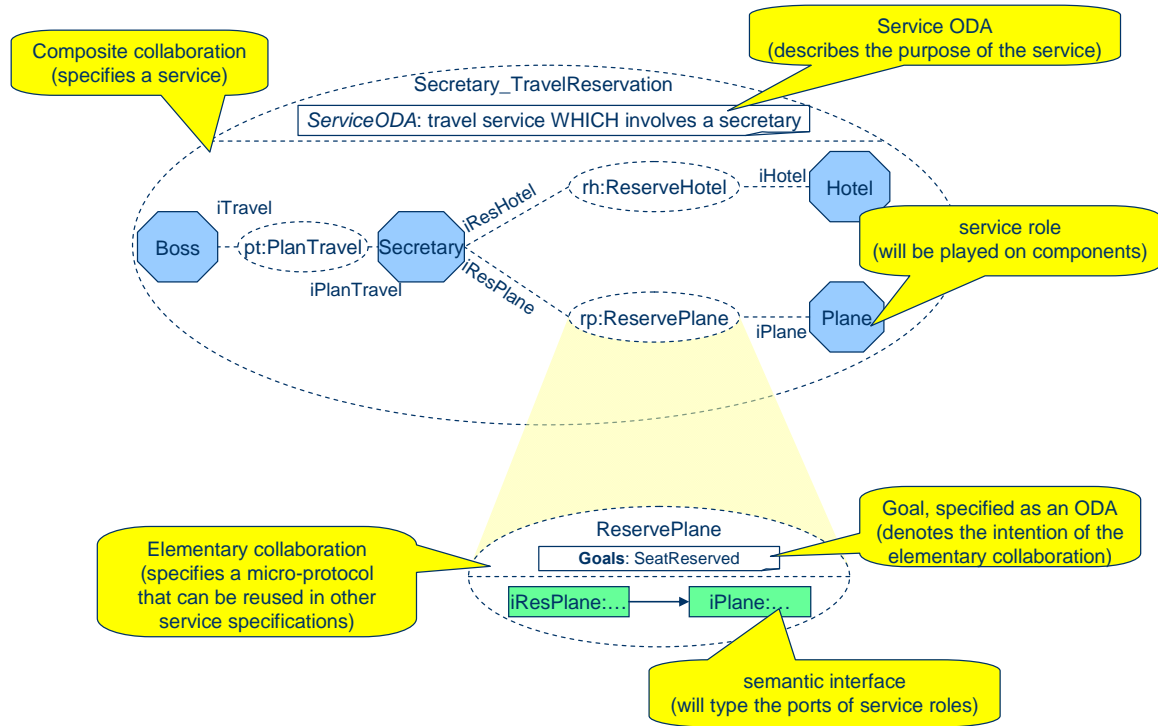 Composite collaboration
(specifies a service)
Service ODA
(describes the purpose of the service)
Secretary_TravelReservation
ServiceODA: travel service WHICH involves a secretary
Boss
iTravel
pt:PlanTravel
iPlanTravel
Secretary
iResHotel
iResPlane
rh:ReserveHotel
iHotel
Hotel
rp:ReservePlane
iPlane
Plane
service role
(will be played on components)
Elementary collaboration
(specifies a micro-protocol
that can be reused in other
service specifications)
ReservePlane
Goals: SeatReserved
iResPlane:...
iPlane:...
Goal, specified as an ODA
(denotes the intention of the
elementary collaboration)
semantic interface
(will type the ports of service roles)